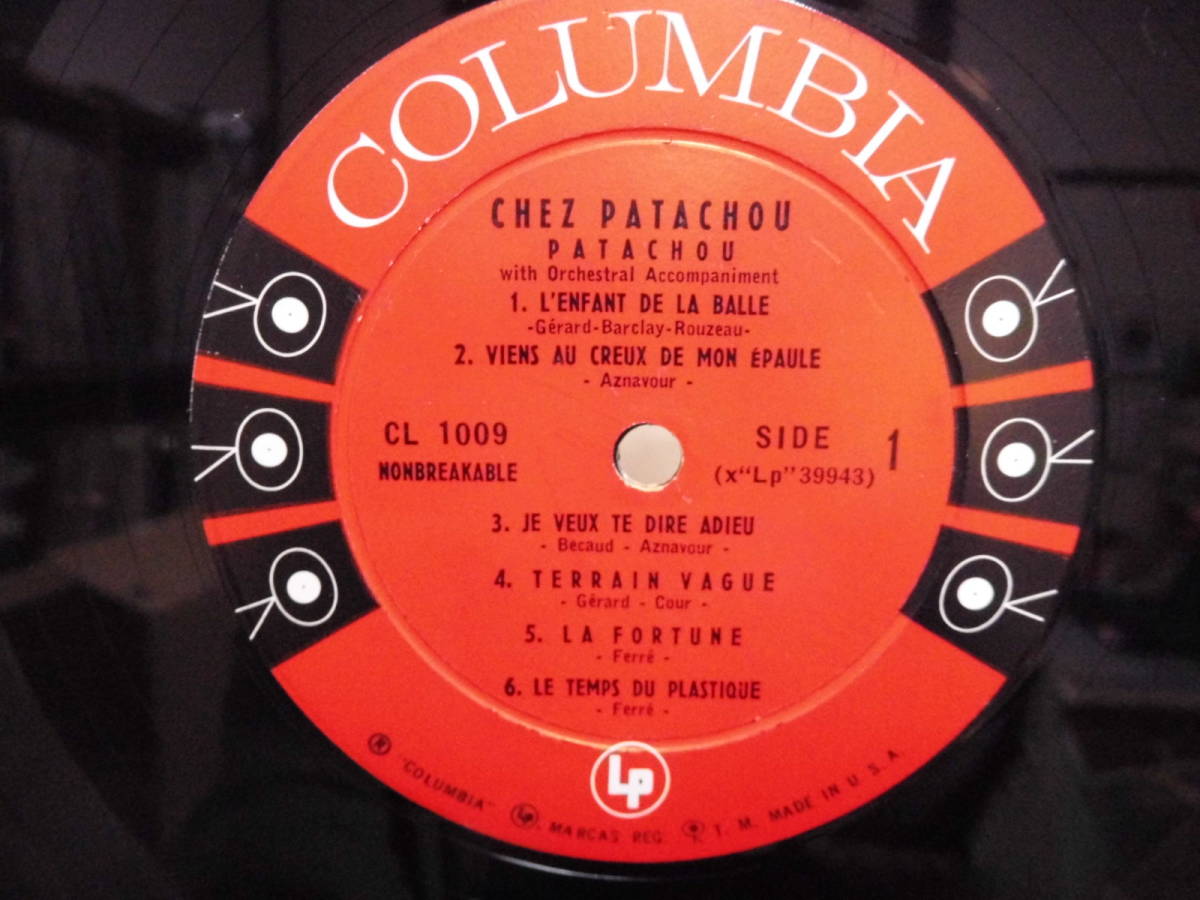 COLUMBIA
CHEZ PATACHOU
PATACHOU
with Orchestral Accompaniment
1. L'ENFANT DE LA BALLE
-Gérard-Barclay-Rouzeau-
2. VIENS AU CREUX DE MON ÉPAULE
- Aznavour -
CL 1009
NONBREAKABLE
SIDE 1
(x"Lp"39943)
3. JE VEUX TE DIRE ADIEU
- Becaud - Aznavour -
4. TERRAIN VAGUE
- Gérard - Cour -
5. LA FORTUNE
- Ferré -
6. LE TEMPS DU PLASTIQUE
- Ferré -
Lp
® "COLUMBIA" Lp, MARCAS REG. T. M. MADE IN U. S. A.